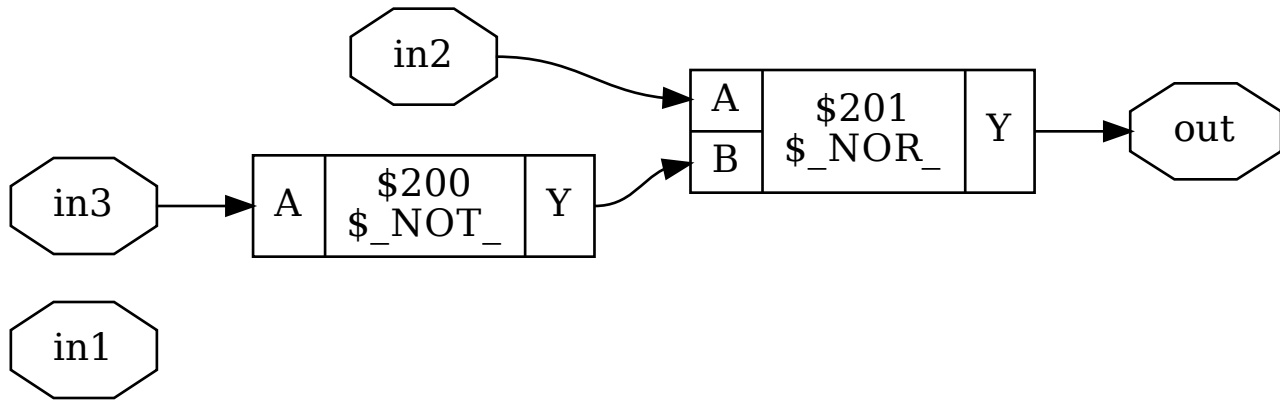 in2
A
B
$201
$_NOR_
Y
out
in3
A
$200
$_NOT_
Y
in1